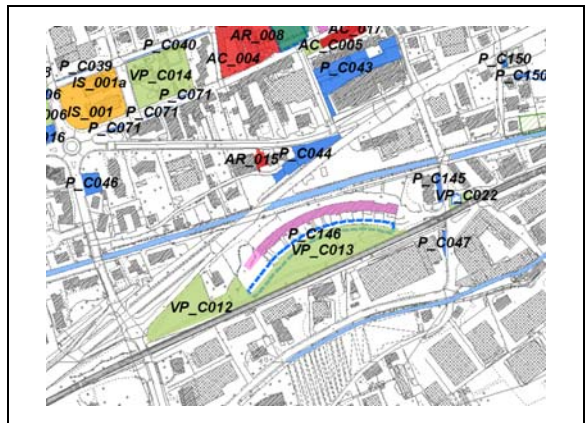 AC_017
P_C040
AR_008
AC_C005
P_C039
AC_004
P_C043
P_C150
IS_001a
VP_C014
P_C150
P_C071
IS_001
P_C071
P_C071
AR_015
P_C044
P_C046
P_C145
VP_C022
P_C146
VP_C013
P_C047
VP_C012